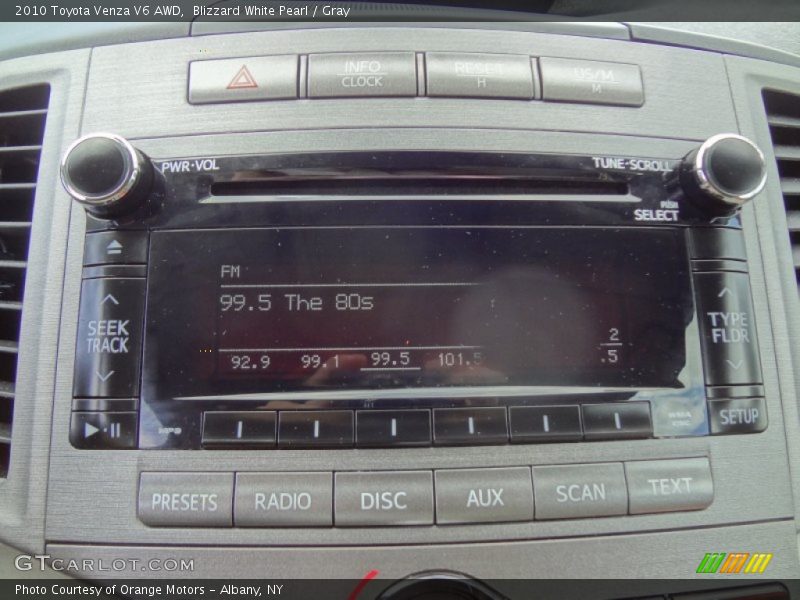 2010 Toyota Venza V6 AWD,  Blizzard White Pearl / Gray
INFO
CLOCK
RESET
H
US/M
M
PWR·VOL
TUNE·SCROLL
PUSH
SELECT
FM
99.5 The 80s
SEEK
TRACK
TYPE
FLDR
2
.5
92.9 99.1 99.5 101.5
MP3
WMA
SETUP
PRESETS RADIO DISC AUX SCAN TEXT
GTCARLOT.COM
Photo Courtesy of Orange Motors - Albany, NY